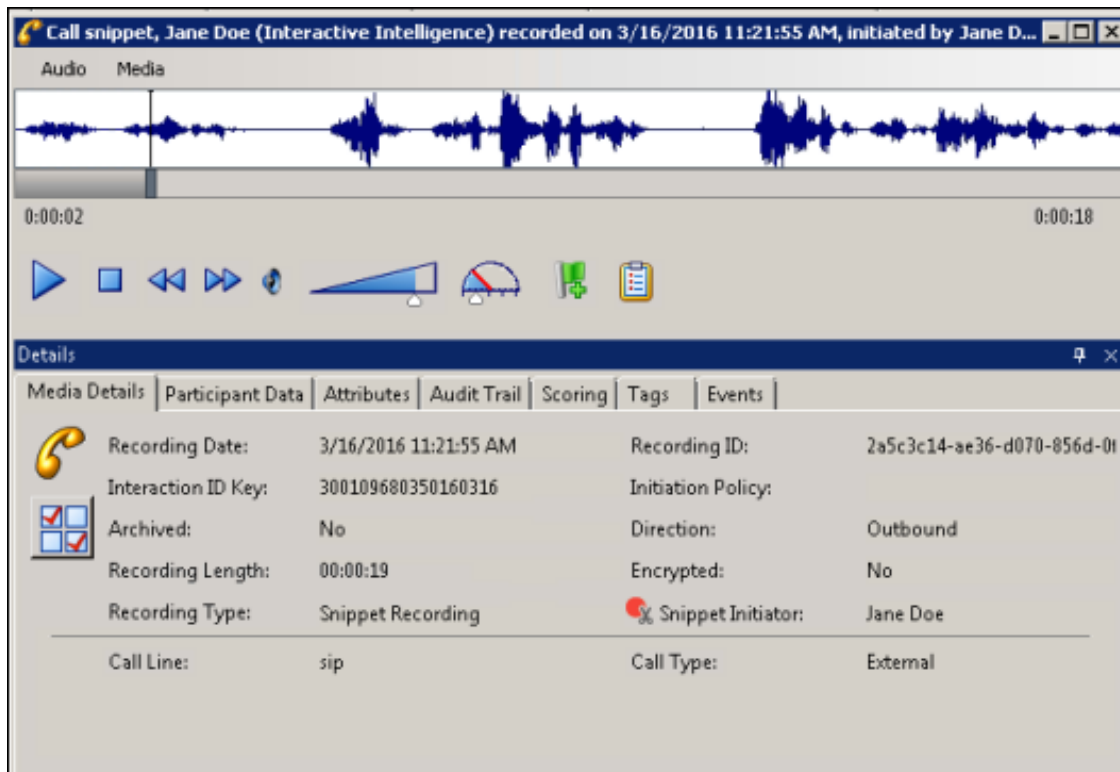 Call snippet, Jane Doe (Interactive Intelligence) recorded on 3/16/2016 11:21:55 AM, initiated by Jane D...
Audio Media
0:00:02 0:00:18
Details
Media Details Participant Data Attributes Audit Trail Scoring Tags Events
Recording Date: 3/16/2016 11:21:55 AM Recording ID: 2a5c3c14-ae36-d070-856d-
Interaction ID Key: 300109680350160316 Initiation Policy:
Archived: No Direction: Outbound
Recording Length: 00:00:19 Encrypted: No
Recording Type: Snippet Recording Snippet Initiator: Jane Doe
Call Line: sip Call Type: External